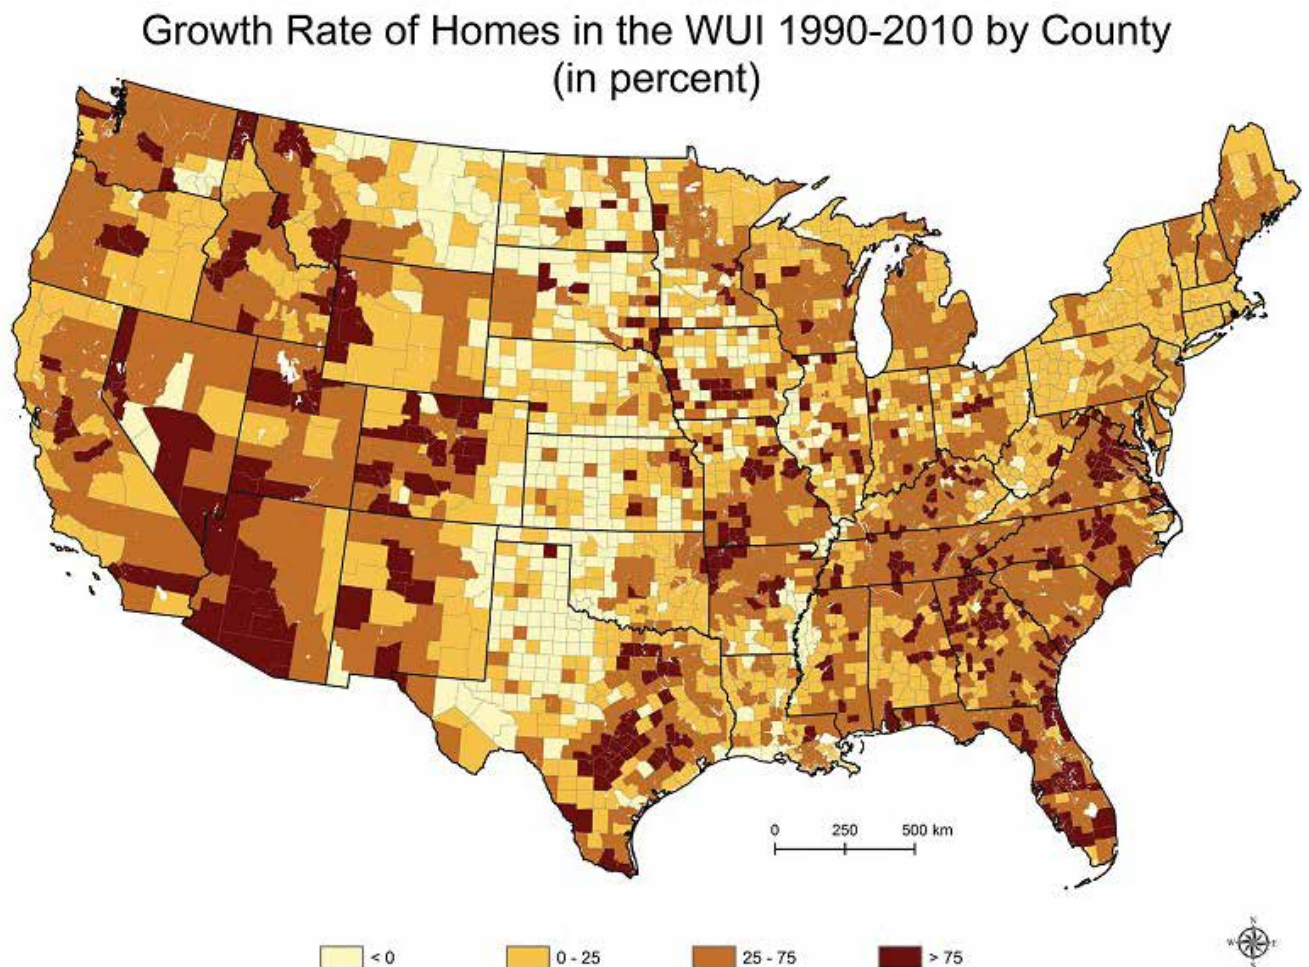 Growth Rate of Homes in the WUI 1990-2010 by County
(in percent)
0 250 500 km
< 0 0 - 25 25 - 75 > 75
N
W E
S